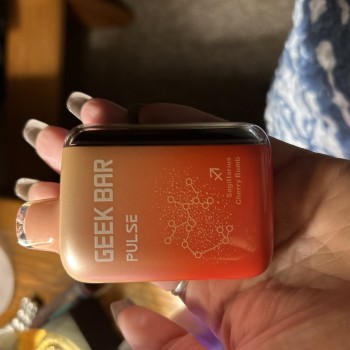 GEEK BAR
PULSE
Sagittarius
Cherry Bomb